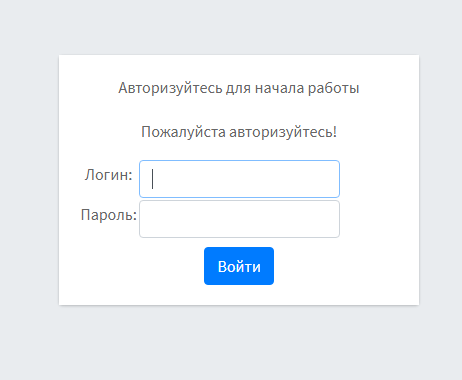 Авторизуйтесь для начала работы
Пожалуйста авторизуйтесь!
Логин:
Пароль:
Войти